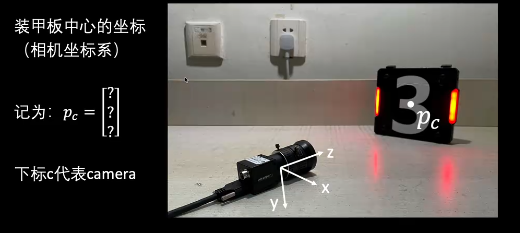 装甲板中心的坐标
（相机坐标系）
记为：p_c = [? ? ?]
下标c代表camera
3
p_c
z
x
y